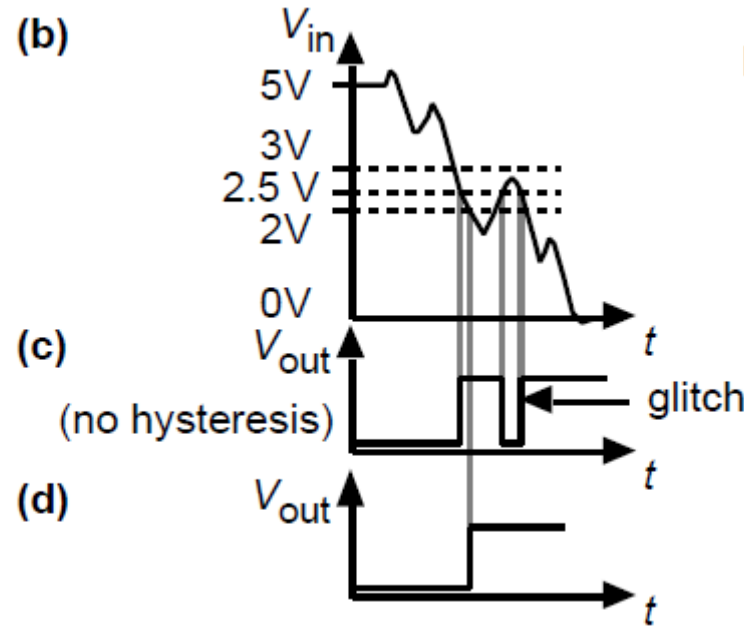 (b)
Vin
5V
3V
2.5 V
2V
0V
t
(c)
Vout
(no hysteresis)
glitch
t
(d)
Vout
t